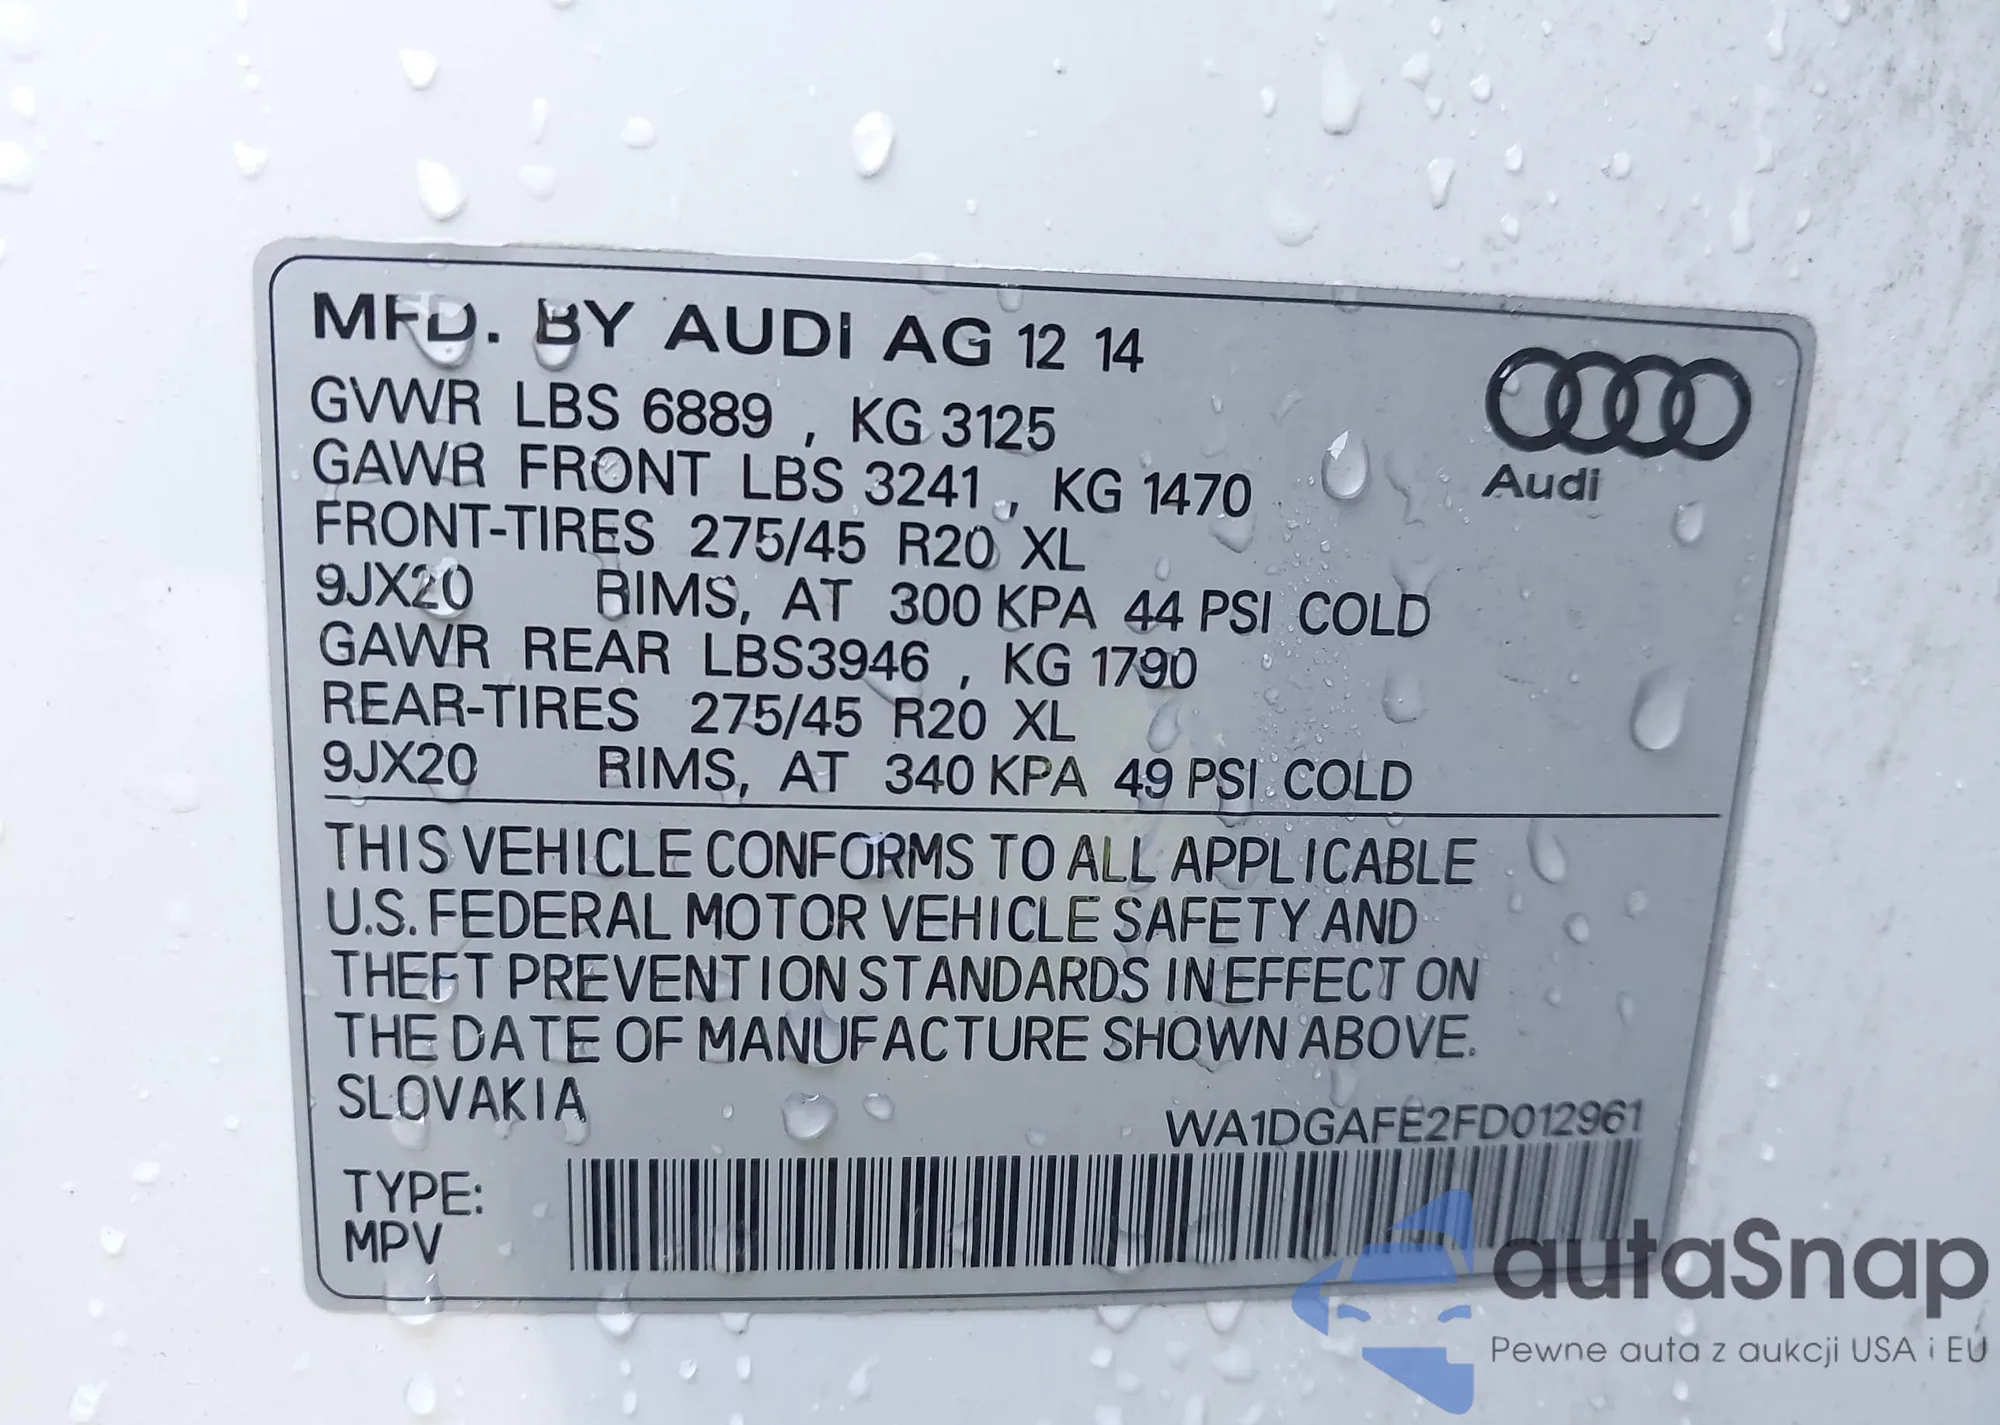 MFD. BY AUDI AG 12 14
GVWR LBS 6889 , KG 3125
GAWR FRONT LBS 3241 , KG 1470
FRONT-TIRES 275/45 R20 XL
9JX20 RIMS, AT 300 KPA 44 PSI COLD
GAWR REAR LBS3946 , KG 1790
REAR-TIRES 275/45 R20 XL
9JX20 RIMS, AT 340 KPA 49 PSI COLD
Audi
THIS VEHICLE CONFORMS TO ALL APPLICABLE
U.S. FEDERAL MOTOR VEHICLE SAFETY AND
THEFT PREVENTION STANDARDS IN EFFECT ON
THE DATE OF MANUFACTURE SHOWN ABOVE.
SLOVAKIA
WA1DGAFE2FD012961
TYPE:
MPV
autaSnap
Pewne auta z aukcji USA i EU